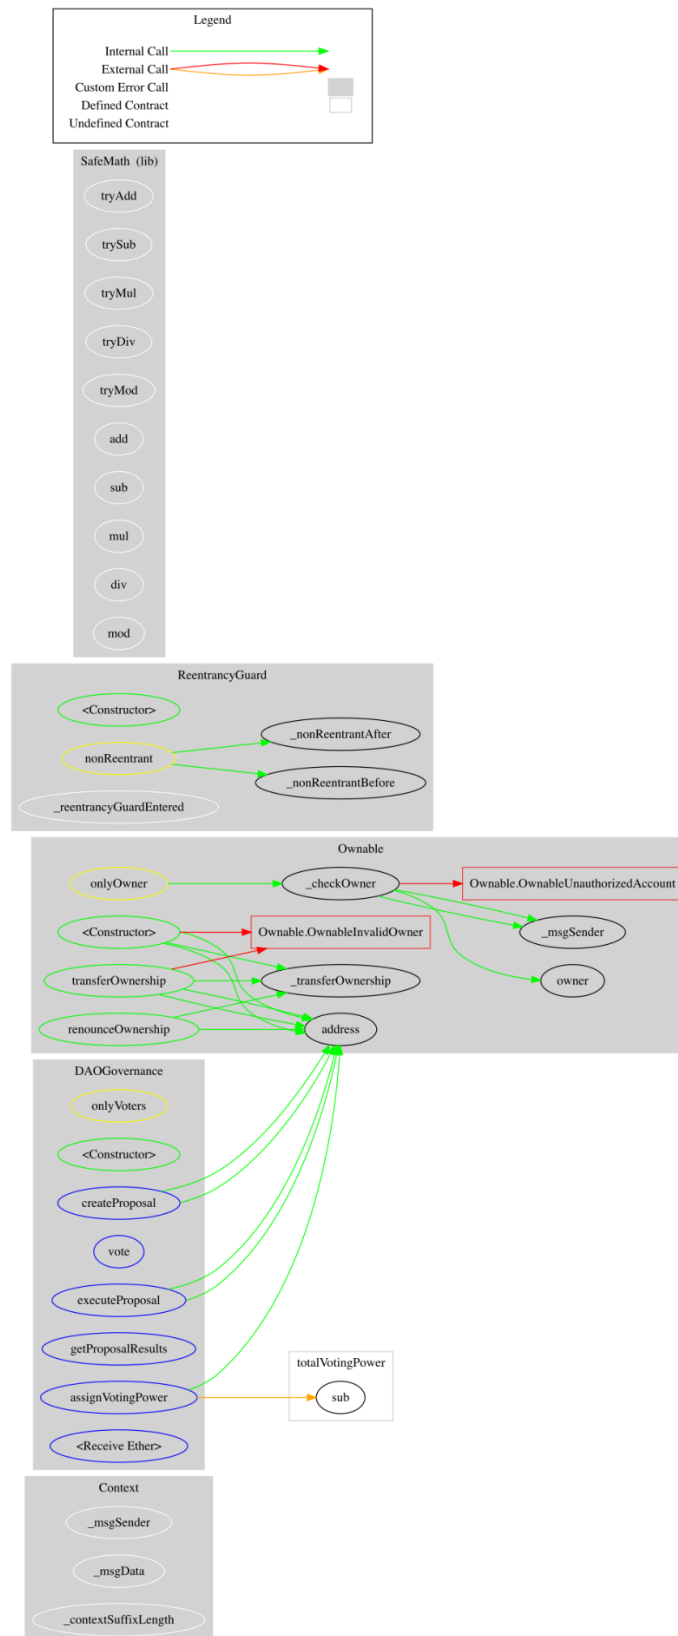 Legend
Internal Call
External Call
Custom Error Call
Defined Contract
Undefined Contract
SafeMath (lib)
tryAdd
trySub
tryMul
tryDiv
tryMod
add
sub
mul
div
mod
ReentrancyGuard
<Constructor>
_nonReentrantAfter
nonReentrant
_nonReentrantBefore
_reentrancyGuardEntered
Ownable
onlyOwner
_checkOwner
Ownable.OwnableUnauthorizedAccount
<Constructor>
Ownable.OwnableInvalidOwner
_msgSender
transferOwnership
_transferOwnership
owner
renounceOwnership
address
DAOGovernance
onlyVoters
<Constructor>
createProposal
vote
executeProposal
getProposalResults
totalVotingPower
assignVotingPower
sub
<Receive Ether>
Context
_msgSender
_msgData
_contextSuffixLength